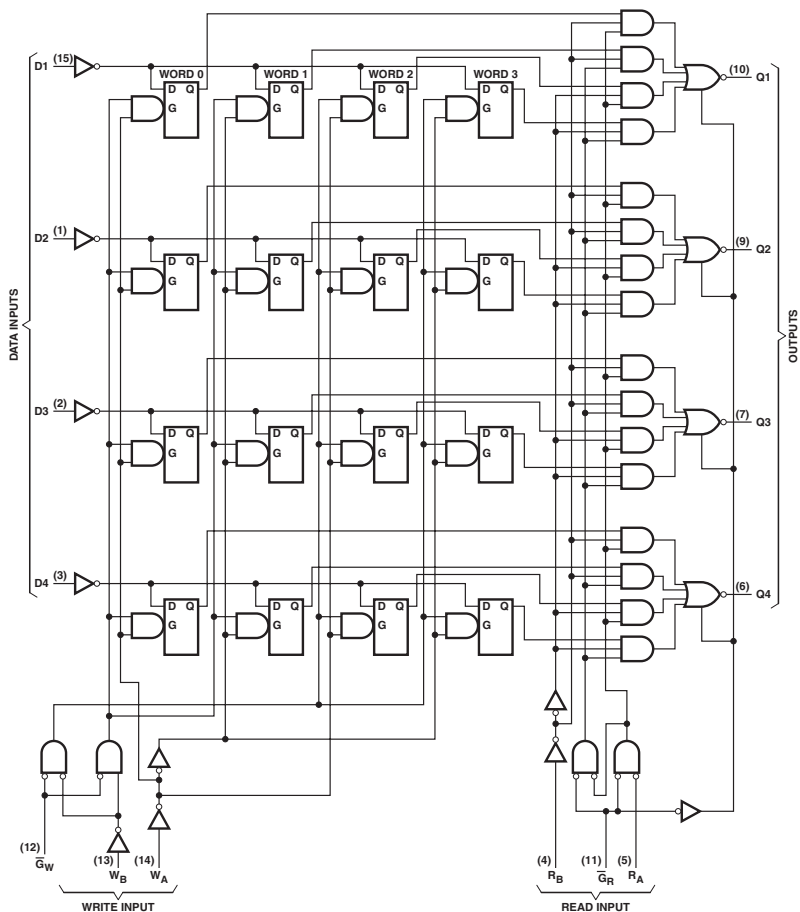 D1 (15)
WORD 0 WORD 1 WORD 2 WORD 3
D Q D Q D Q D Q
G G G G
(10) Q1
D2 (1)
D Q D Q D Q D Q
G G G G
(9) Q2
DATA INPUTS
OUTPUTS
D3 (2)
D Q D Q D Q D Q
G G G G
(7) Q3
D4 (3)
D Q D Q D Q D Q
G G G G
(6) Q4
(12) G̅W (13) WB (14) WA (4) RB (11) G̅R (5) RA
WRITE INPUT READ INPUT